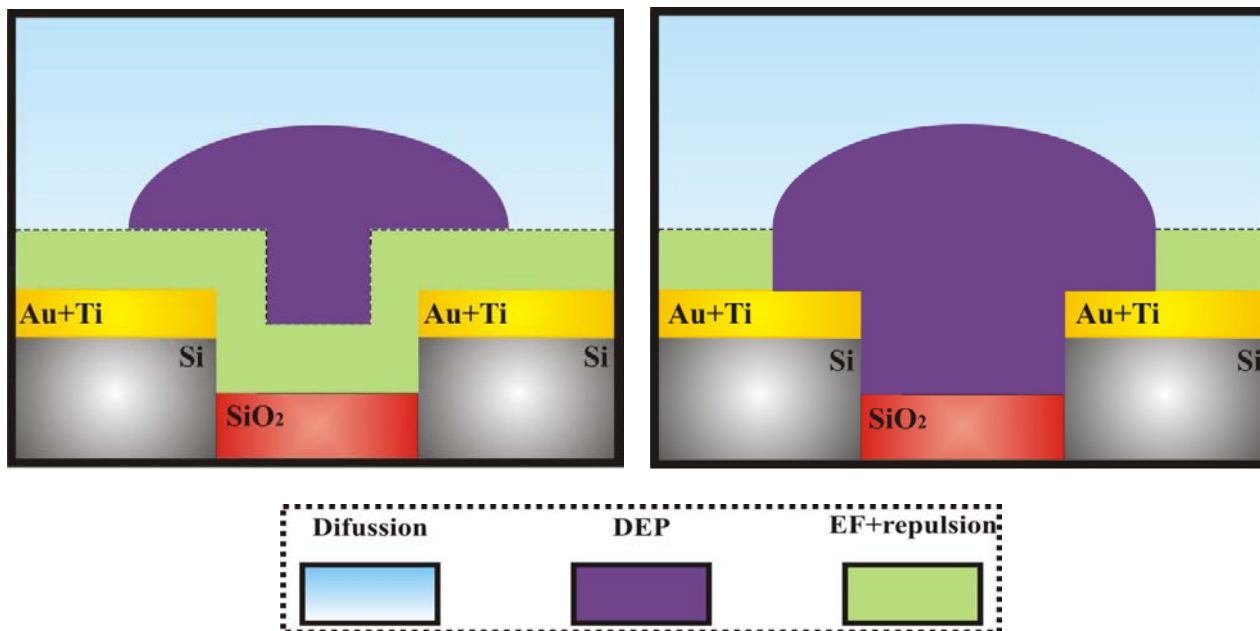 Au+Ti
Au+Ti
Si
Si
SiO2
Au+Ti
Au+Ti
Si
Si
SiO2
Difussion
DEP
EF+repulsion